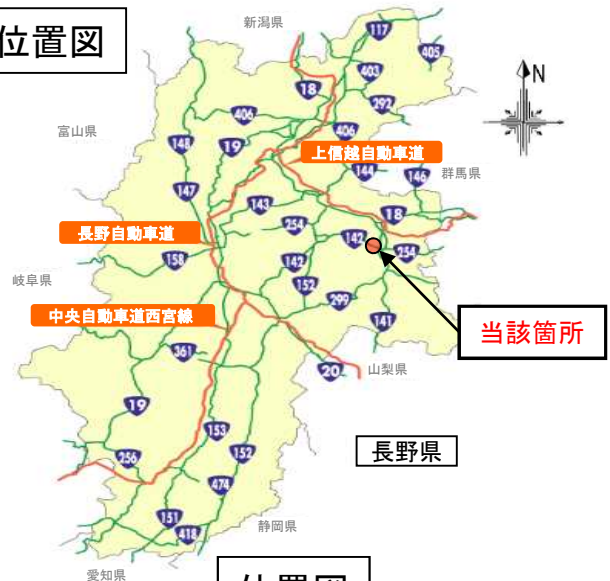 位置図
新潟県
117
405
403
18
292
N
富山県
406
406
148
19
上信越自動車道
144
146
群馬県
147
143
18
長野自動車道
254
142
254
158
142
岐阜県
152
299
中央自動車道西宮線
141
当該箇所
361
20
山梨県
19
153
長野県
256
152
474
151
418
静岡県
愛知県